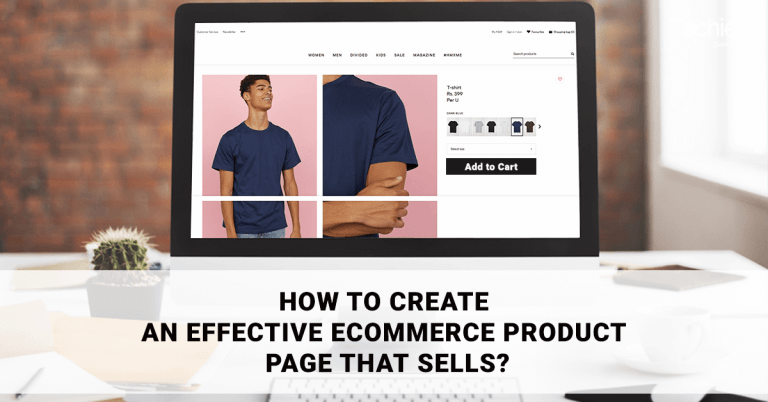 Customer Service Newsletter •••
Sign in / Join Favourites Shopping bag (0)
WOMEN MEN DIVIDED KIDS SALE MAGAZINE #HMXME
Search products
T-shirt
Rs. 399
Per U
DARK BLUE
Select size
Add to Cart
HOW TO CREATE
AN EFFECTIVE ECOMMERCE PRODUCT
PAGE THAT SELLS?